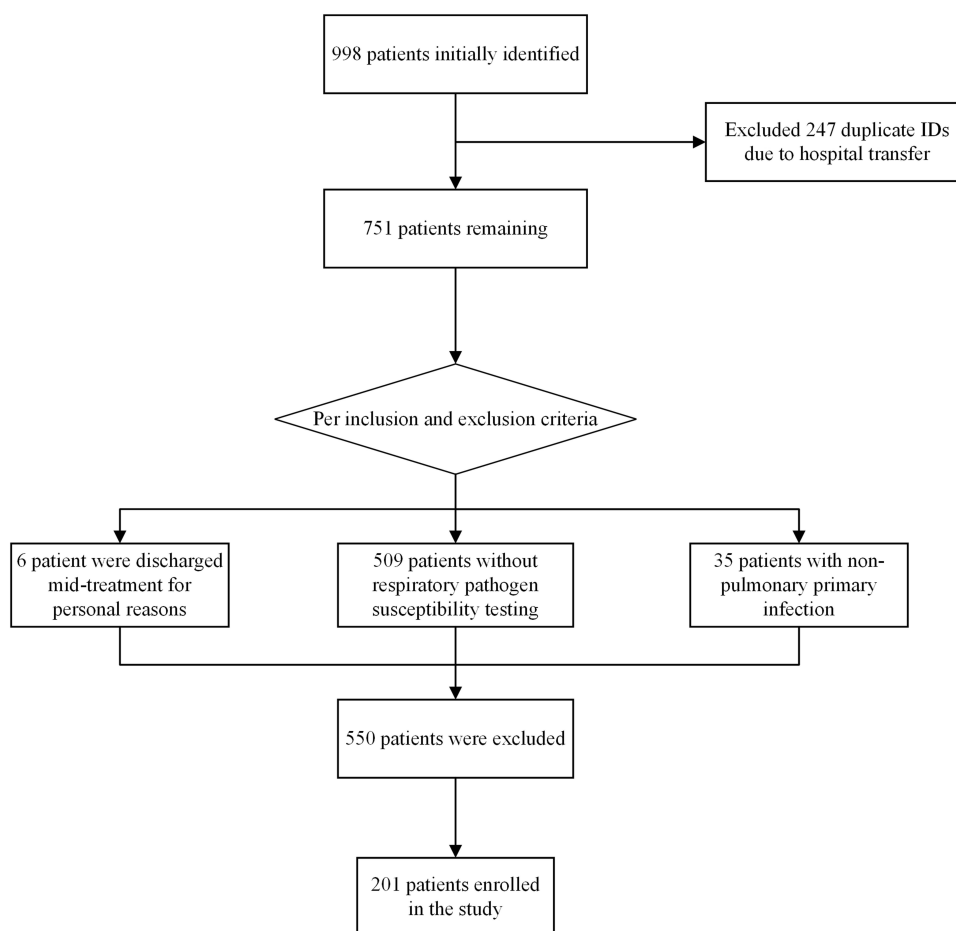 998 patients initially identified
Excluded 247 duplicate IDs
due to hospital transfer
751 patients remaining
Per inclusion and exclusion criteria
6 patient were discharged
mid-treatment for
personal reasons
509 patients without
respiratory pathogen
susceptibility testing
35 patients with non-
pulmonary primary
infection
550 patients were excluded
201 patients enrolled
in the study